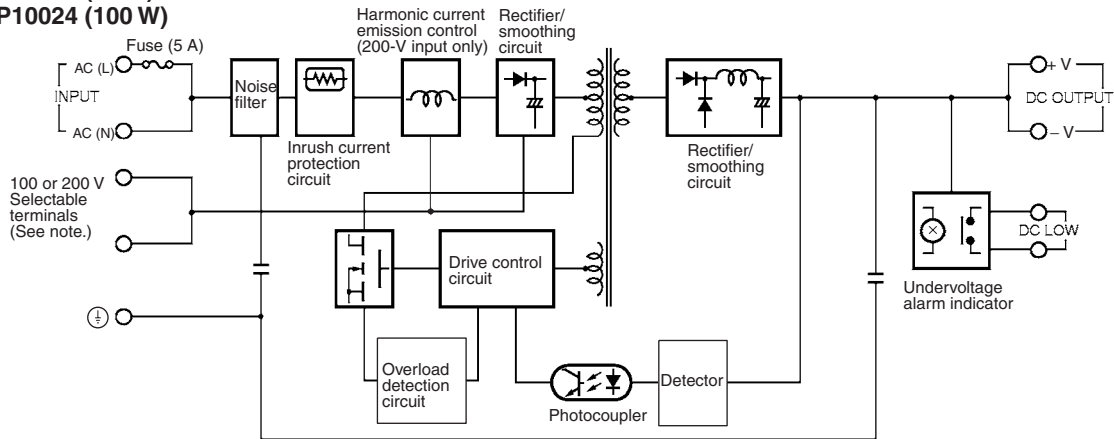 P10024 (100 W)
Harmonic current
emission control
(200-V input only)
Rectifier/
smoothing
circuit
Fuse (5 A)
AC (L)
INPUT
AC (N)
Noise
filter
Inrush current
protection
circuit
Rectifier/
smoothing
circuit
+ V
DC OUTPUT
– V
100 or 200 V
Selectable
terminals
(See note.)
Drive control
circuit
DC LOW
Undervoltage
alarm indicator
Overload
detection
circuit
Photocoupler
Detector